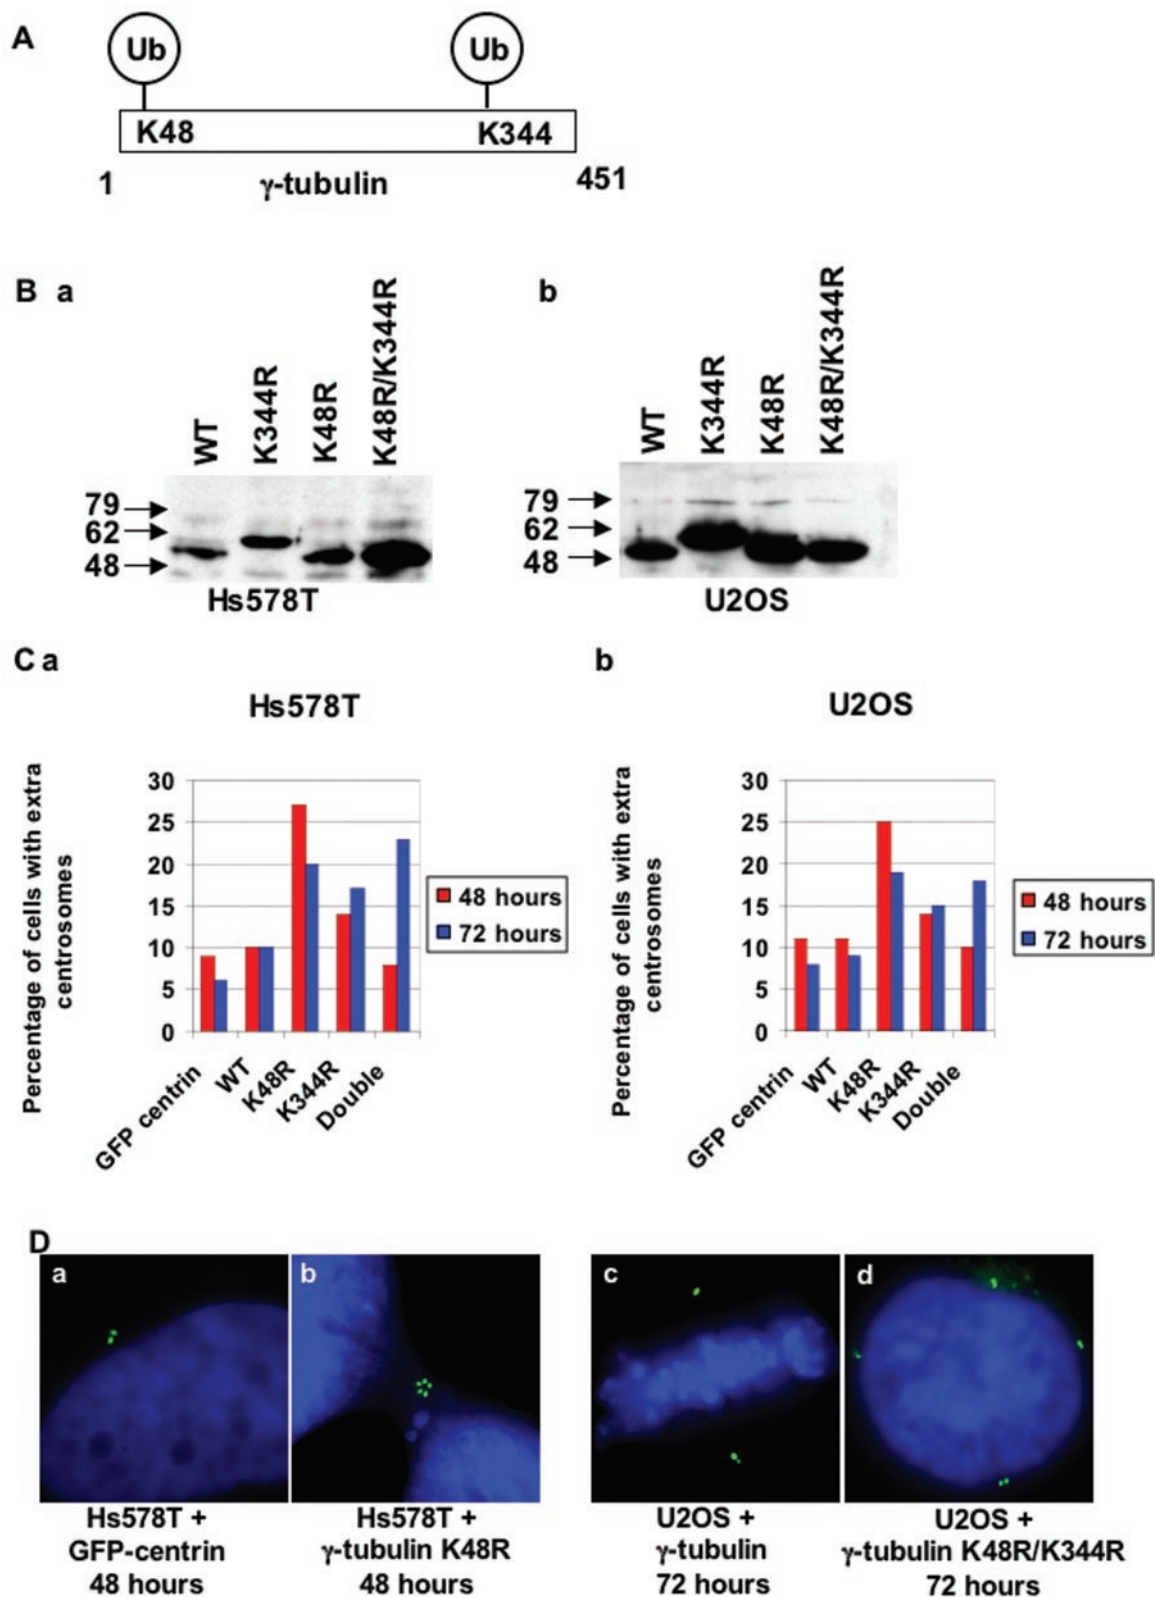 A
Ub
Ub
K48
K344
1
γ-tubulin
451
B a
WT
K344R
K48R
K48R/K344R
79
62
48
Hs578T
b
WT
K344R
K48R
K48R/K344R
79
62
48
U2OS
C a
Hs578T
Percentage of cells with extra
centrosomes
30
25
20
15
10
5
0
GFP centrin
WT
K48R
K344R
Double
48 hours
72 hours
b
U2OS
Percentage of cells with extra
centrosomes
30
25
20
15
10
5
0
GFP centrin
WT
K48R
K344R
Double
48 hours
72 hours
D
a
Hs578T +
GFP-centrin
48 hours
b
Hs578T +
γ-tubulin K48R
48 hours
c
U2OS +
γ-tubulin
72 hours
d
U2OS +
γ-tubulin K48R/K344R
72 hours